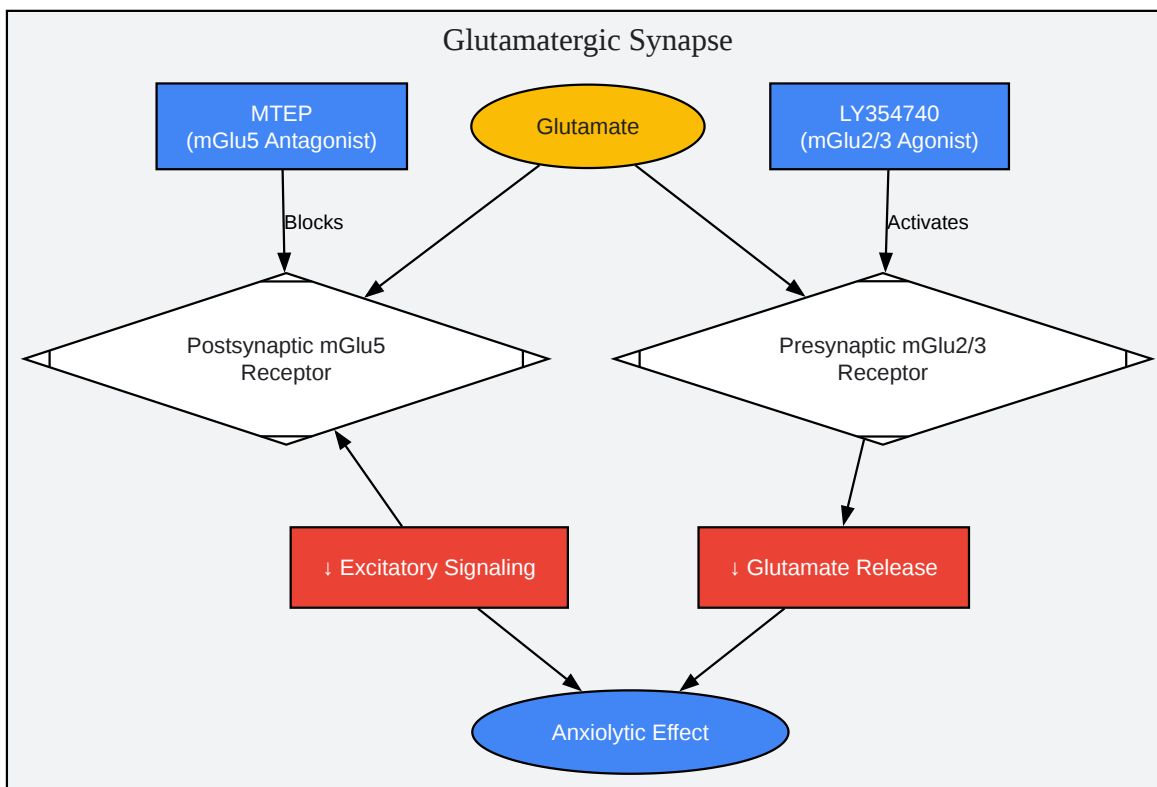 Glutamatergic Synapse
MTEP
(mGlu5 Antagonist)
Glutamate
LY354740
(mGlu2/3 Agonist)
Blocks
Activates
Postsynaptic mGlu5
Receptor
Presynaptic mGlu2/3
Receptor
↓ Excitatory Signaling
↓ Glutamate Release
Anxiolytic Effect